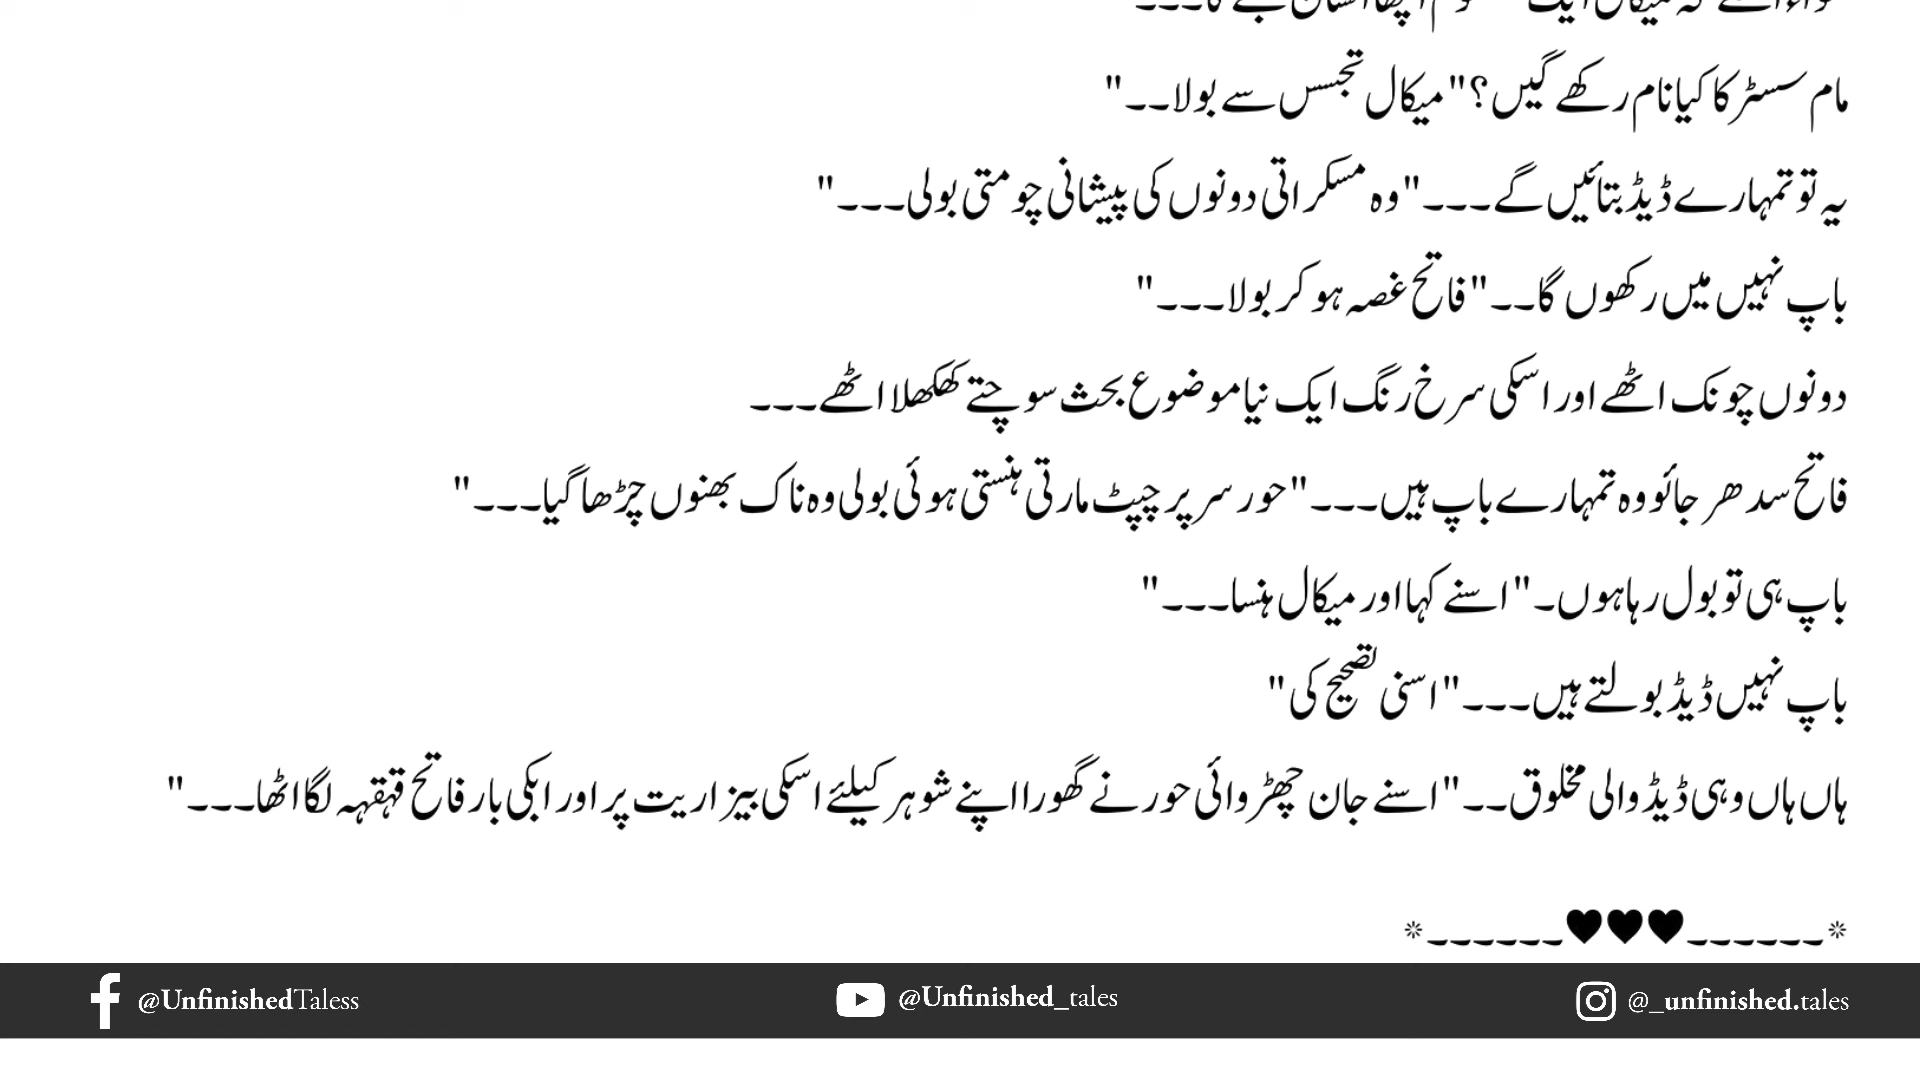 مام سسٹر کا کیا نام رکھے گیں؟" میکال تجسس سے بولا۔۔"
یہ تو تمہارے ڈیڈ بتائیں گے۔۔۔" وہ مسکراتی دونوں کی پیشانی چومتی بولی۔۔۔"
باپ نہیں میں رکھوں گا۔۔" فاتح غصہ ہو کر بولا۔۔۔"
دونوں چونک اٹھے اور اسکی سرخ رنگ ایک نیا موضوع بحث سوچتے کھکھلا اٹھے۔۔۔
فاتح سدھر جائو وہ تمہارے باپ ہیں۔۔۔" حور سر پر چپٹ مارتی ہنستی ہوئی بولی وہ ناک بھنوں چڑھا گیا۔۔۔"
باپ ہی تو بول رہا ہوں۔" اسنے کہا اور میکال ہنسا۔۔۔"
باپ نہیں ڈیڈ بولتے ہیں۔۔۔" اسنی تصحیح کی"
ہاں ہاں وہی ڈیڈ والی مخلوق۔۔" اسنے جان چھڑوائی حور نے گھورا اپنے شوہر کیلئے اسکی بیزاریت پر اور ابکی بار فاتح قہقہہ لگا اٹھا۔۔۔"
*۔۔۔۔۔۔♥♥♥۔۔۔۔۔۔*
@UnfinishedTaless @Unfinished_tales @_unfinished.tales